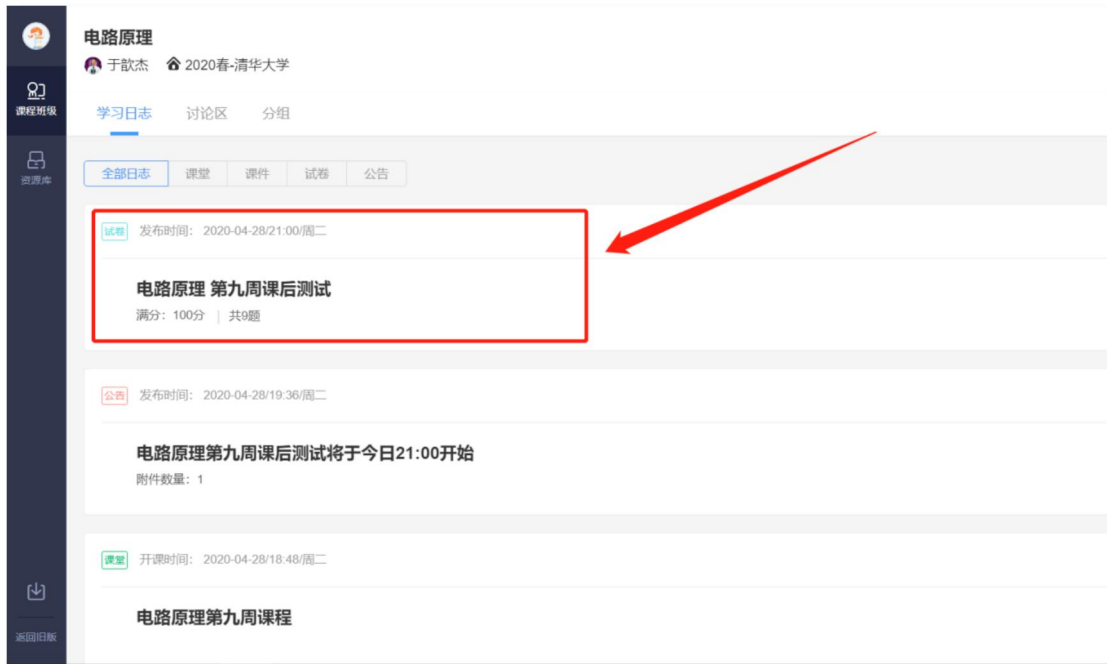 电路原理
于歆杰 2020春-清华大学
课程班级
学习日志 讨论区 分组
资源库
全部日志 课堂 课件 试卷 公告
试卷 发布时间： 2020-04-28/21:00/周二
电路原理 第九周课后测试
满分：100分 | 共9题
公告 发布时间： 2020-04-28/19:36/周二
电路原理第九周课后测试将于今日21:00开始
附件数量：1
课堂 开课时间： 2020-04-28/18:48/周二
电路原理第九周课程
返回旧版